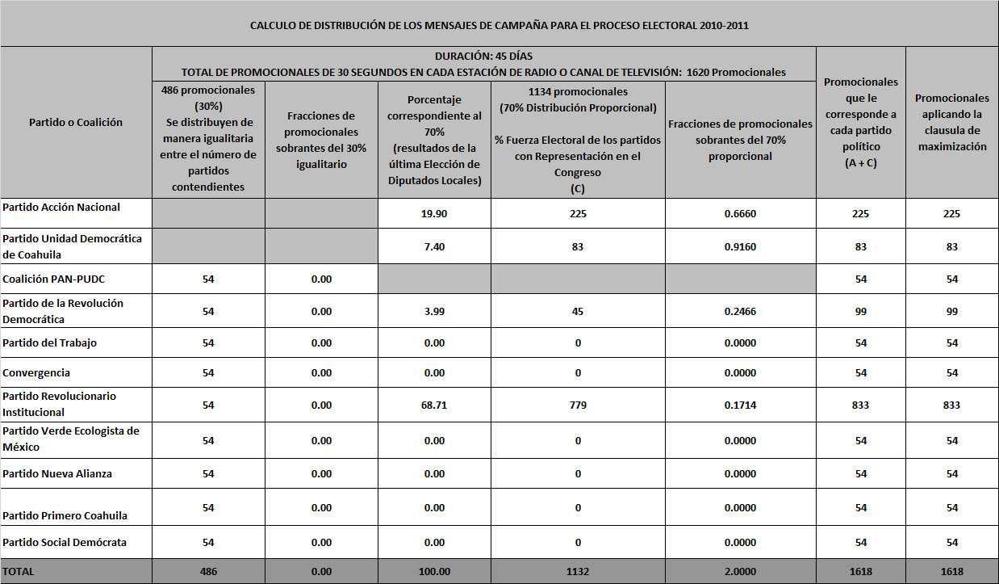 CALCULO DE DISTRIBUCIÓN DE LOS MENSAJES DE CAMPAÑA PARA EL PROCESO ELECTORAL 2010-2011
Partido o Coalición
DURACIÓN: 45 DÍAS
TOTAL DE PROMOCIONALES DE 30 SEGUNDOS EN CADA ESTACIÓN DE RADIO O CANAL DE TELEVISIÓN: 1620 Promocionales
486 promocionales
(30%)
Se distribuyen de
manera igualitaria
entre el número de
partidos
contendientes
Fracciones de
promocionales
sobrantes del 30%
igualitario
Porcentaje
correspondiente al
70%
(resultados de la
última Elección de
Diputados Locales)
1134 promocionales
(70% Distribución Proporcional)
% Fuerza Electoral de los partidos
con Representación en el
Congreso
(C)
Fracciones de promocionales
sobrantes del 70%
proporcional
Promocionales
que le
corresponde a
cada partido
político
(A + C)
Promocionales
aplicando la
clausula de
maximización
Partido Acción Nacional 19.90 225 0.6660 225 225
Partido Unidad Democrática
de Coahuila 7.40 83 0.9160 83 83
Coalición PAN-PUDC 54 0.00 54 54
Partido de la Revolución
Democrática 54 0.00 3.99 45 0.2466 99 99
Partido del Trabajo 54 0.00 0.00 0 0.0000 54 54
Convergencia 54 0.00 0.00 0 0.0000 54 54
Partido Revolucionario
Institucional 54 0.00 68.71 779 0.1714 833 833
Partido Verde Ecologista de
México 54 0.00 0.00 0 0.0000 54 54
Partido Nueva Alianza 54 0.00 0.00 0 0.0000 54 54
Partido Primero Coahuila 54 0.00 0.00 0 0.0000 54 54
Partido Social Demócrata 54 0.00 0.00 0 0.0000 54 54
TOTAL 486 0.00 100.00 1132 2.0000 1618 1618